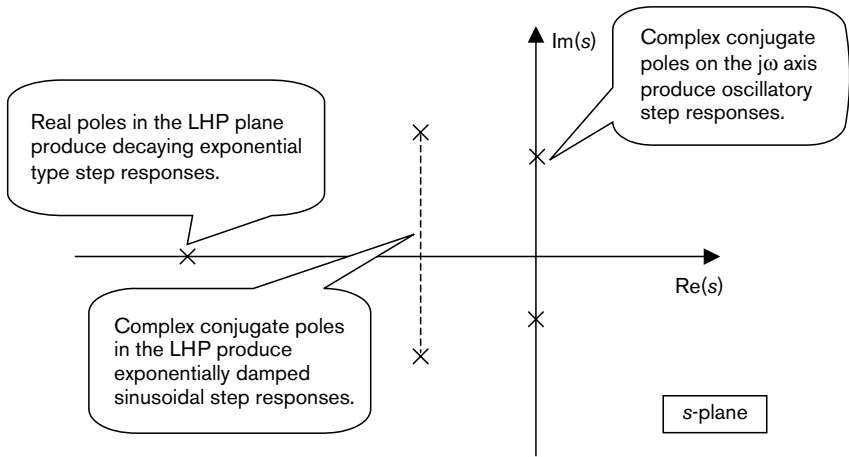 Im(s)
Complex conjugate
poles on the jω axis
produce oscillatory
step responses.
Real poles in the LHP plane
produce decaying exponential
type step responses.
Re(s)
Complex conjugate poles
in the LHP produce
exponentially damped
sinusoidal step responses.
s-plane